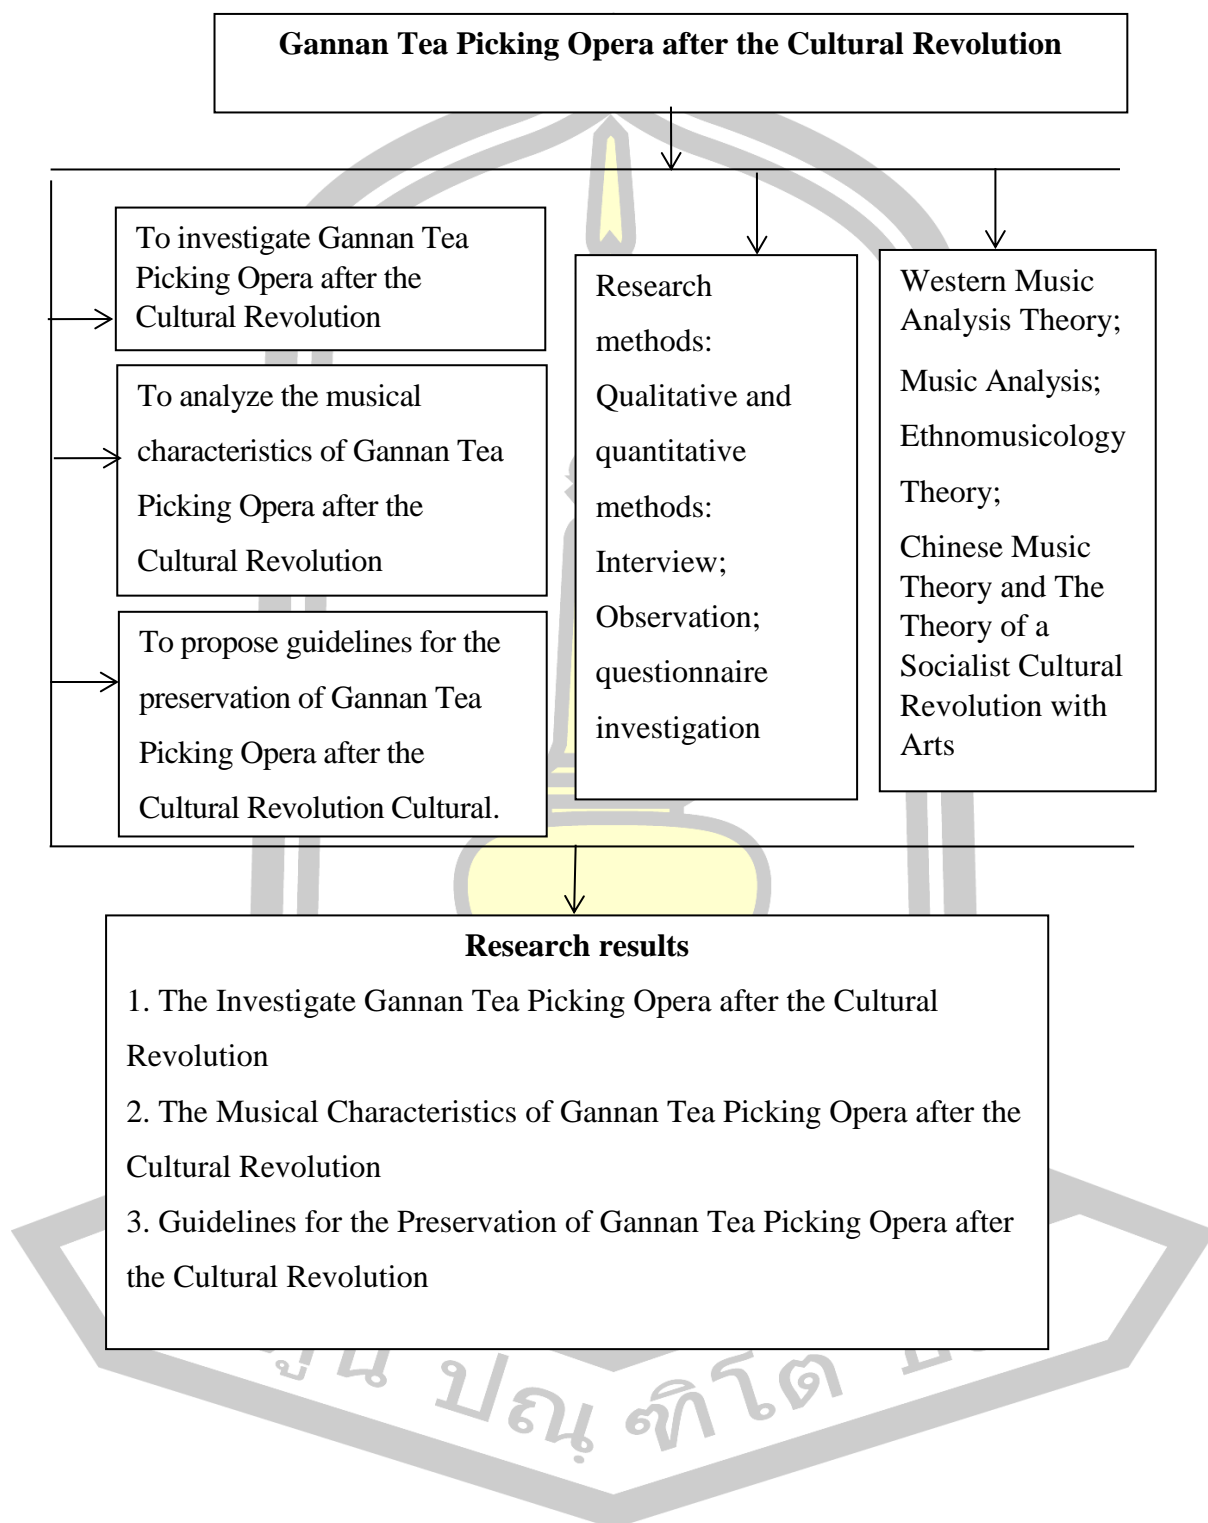 Gannan Tea Picking Opera after the Cultural Revolution
To investigate Gannan Tea
Picking Opera after the
Cultural Revolution
To analyze the musical
characteristics of Gannan Tea
Picking Opera after the
Cultural Revolution
To propose guidelines for the
preservation of Gannan Tea
Picking Opera after the
Cultural Revolution Cultural.
Research
methods:
Qualitative and
quantitative
methods:
Interview;
Observation;
questionnaire
investigation
Western Music
Analysis Theory;
Music Analysis;
Ethnomusicology
Theory;
Chinese Music
Theory and The
Theory of a
Socialist Cultural
Revolution with
Arts
Research results
1. The Investigate Gannan Tea Picking Opera after the Cultural
Revolution
2. The Musical Characteristics of Gannan Tea Picking Opera after the
Cultural Revolution
3. Guidelines for the Preservation of Gannan Tea Picking Opera after
the Cultural Revolution
ปณฺ ฑิโต